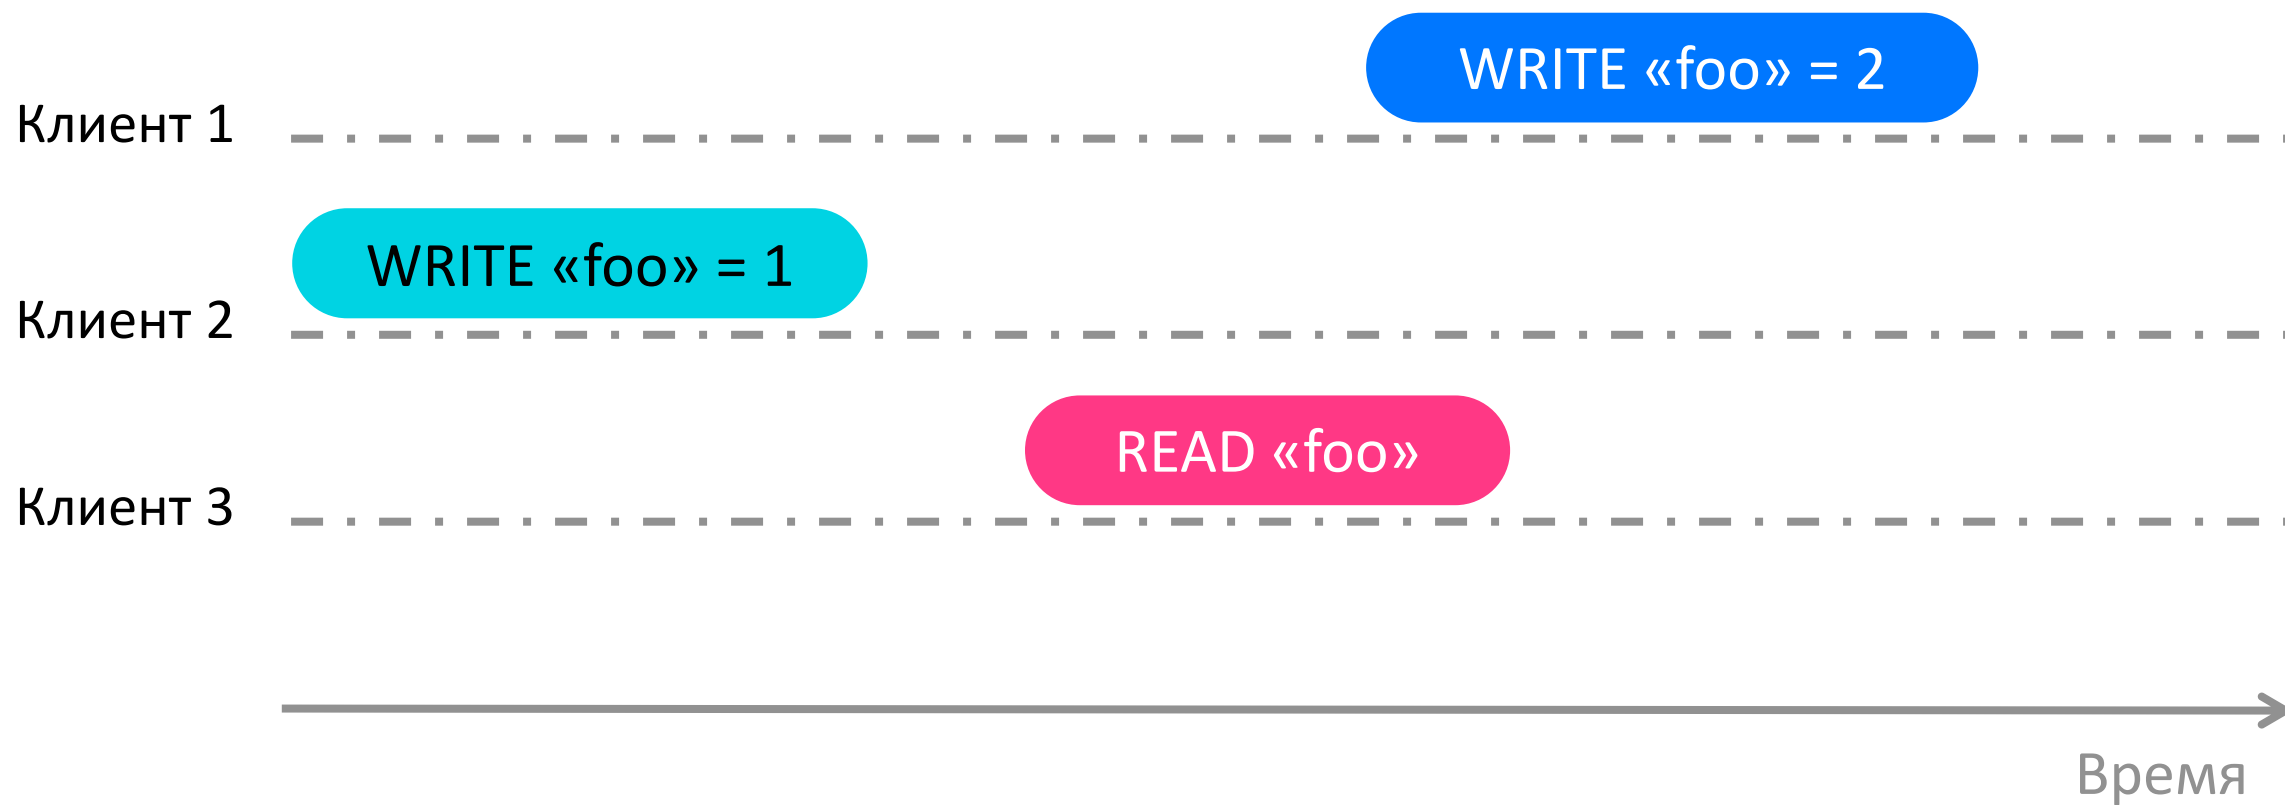 WRITE «foo» = 2
Клиент 1
WRITE «foo» = 1
Клиент 2
READ «foo»
Клиент 3
Время